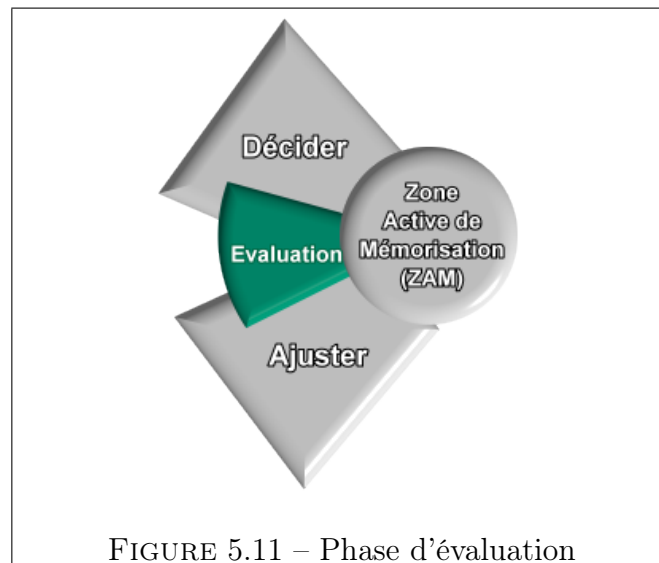 Décider
Zone
Active de
Mémorisation
(ZAM)
Evaluation
Ajuster
FIGURE 5.11 – Phase d'évaluation